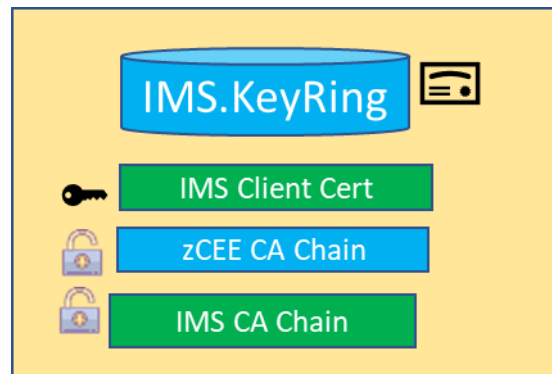 IMS.KeyRing
IMS Client Cert
zCEE CA Chain
IMS CA Chain